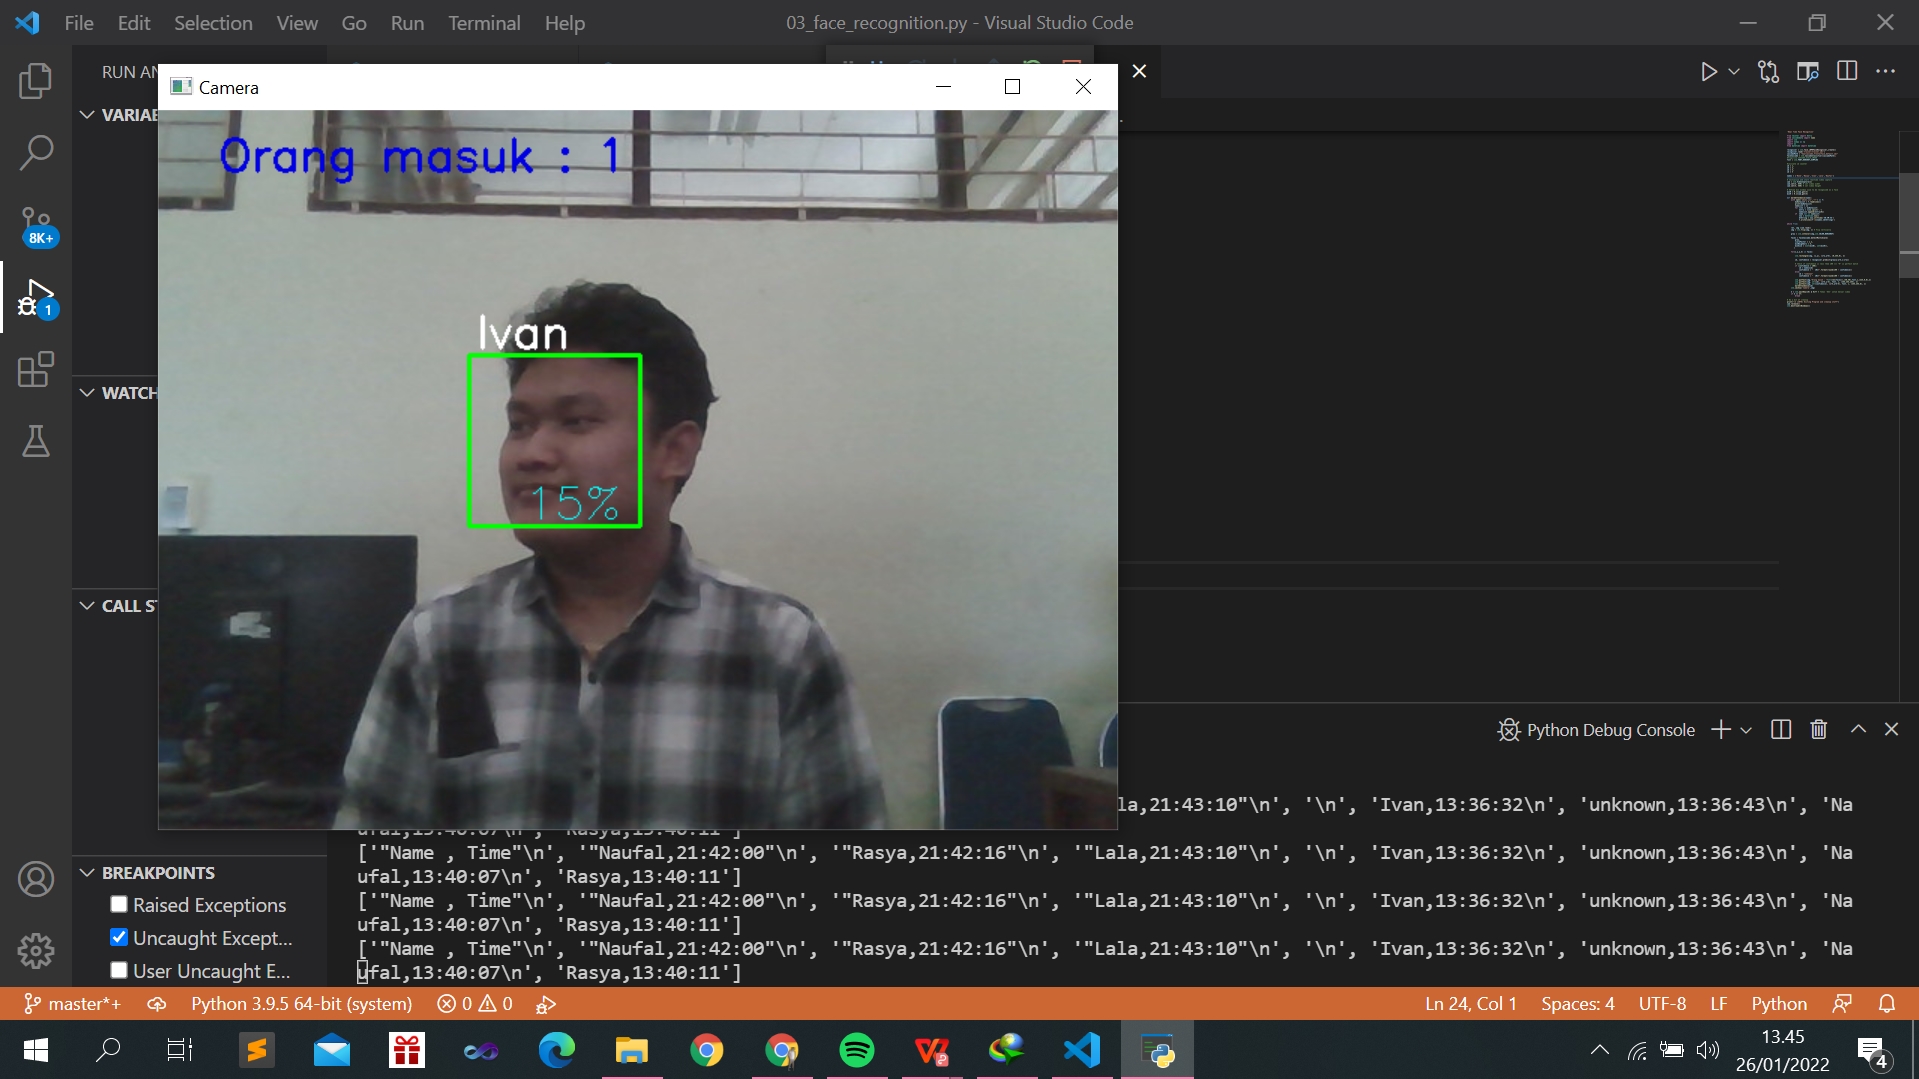 File Edit Selection View Go Run Terminal Help
03_face_recognition.py - Visual Studio Code
RUN AN
Camera
VARIAB
Orang masuk : 1
8K+
1
Ivan
15%
WATCH
CALL S
Python Debug Console
la,21:43:10"\n', '\n', 'Ivan,13:36:32\n', 'unknown,13:36:43\n', 'Na
ufal,13:40:07\n', 'Rasya,13:40:11']
['"Name , Time"\n', '"Naufal,21:42:00"\n', '"Rasya,21:42:16"\n', '"Lala,21:43:10"\n', '\n', 'Ivan,13:36:32\n', 'unknown,13:36:43\n', 'Na
ufal,13:40:07\n', 'Rasya,13:40:11']
['"Name , Time"\n', '"Naufal,21:42:00"\n', '"Rasya,21:42:16"\n', '"Lala,21:43:10"\n', '\n', 'Ivan,13:36:32\n', 'unknown,13:36:43\n', 'Na
ufal,13:40:07\n', 'Rasya,13:40:11']
['"Name , Time"\n', '"Naufal,21:42:00"\n', '"Rasya,21:42:16"\n', '"Lala,21:43:10"\n', '\n', 'Ivan,13:36:32\n', 'unknown,13:36:43\n', 'Na
ufal,13:40:07\n', 'Rasya,13:40:11']
BREAKPOINTS
Raised Exceptions
Uncaught Except...
User Uncaught E...
master*+ Python 3.9.5 64-bit (system) 0 0
Ln 24, Col 1 Spaces: 4 UTF-8 LF Python
13.45
26/01/2022
4